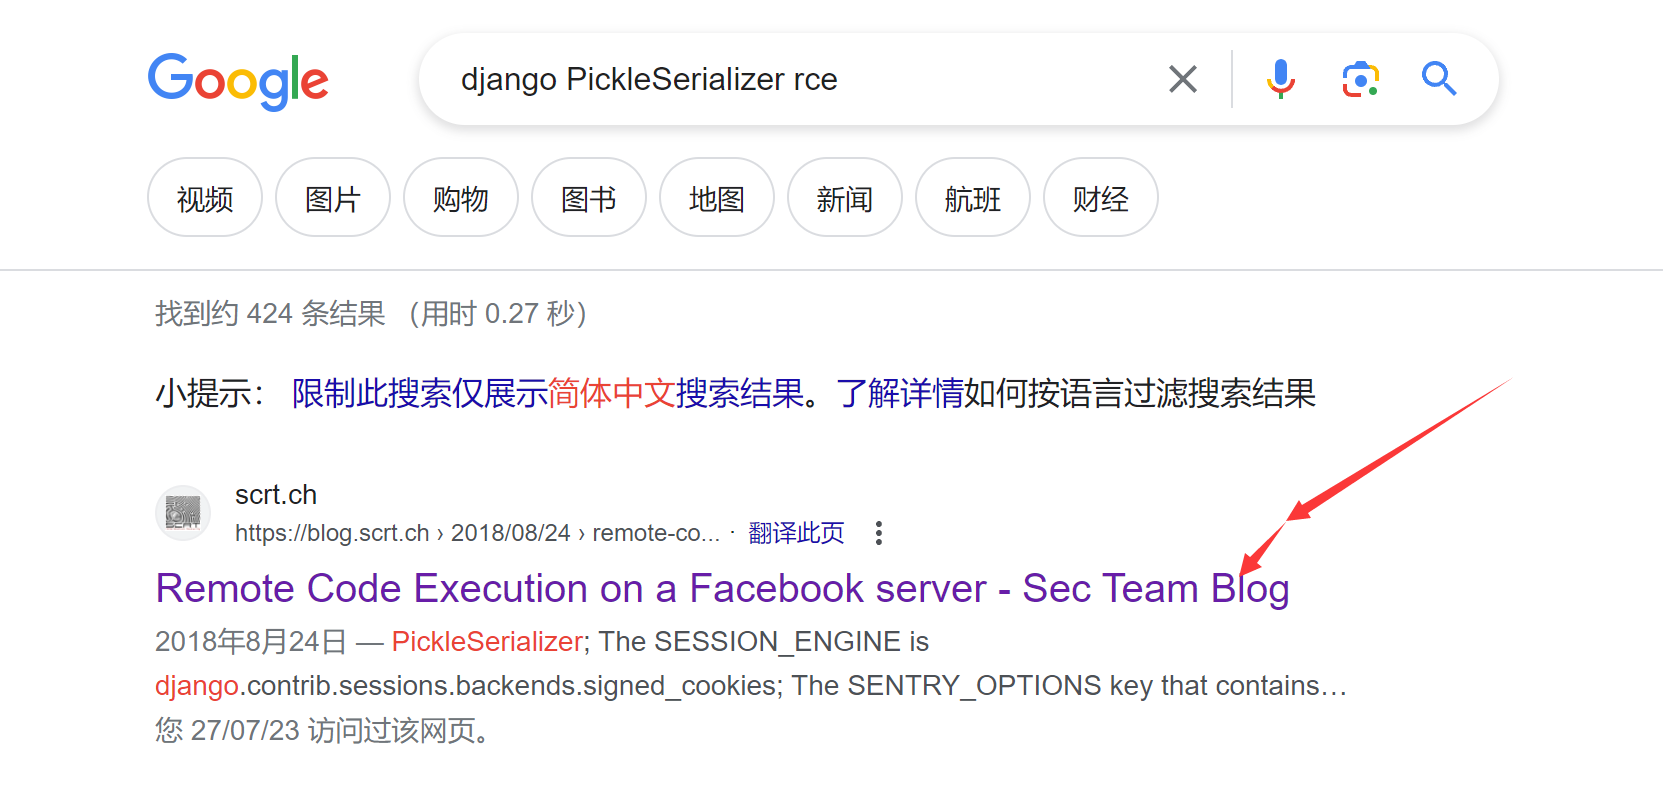 Google
django PickleSerializer rce
视频 图片 购物 图书 地图 新闻 航班 财经
找到约 424 条结果 （用时 0.27 秒）
小提示： 限制此搜索仅展示简体中文搜索结果。了解详情如何按语言过滤搜索结果
scrt.ch
https://blog.scrt.ch › 2018/08/24 › remote-co... · 翻译此页
Remote Code Execution on a Facebook server - Sec Team Blog
2018年8月24日 — PickleSerializer; The SESSION_ENGINE is
django.contrib.sessions.backends.signed_cookies; The SENTRY_OPTIONS key that contains…
您 27/07/23 访问过该网页。